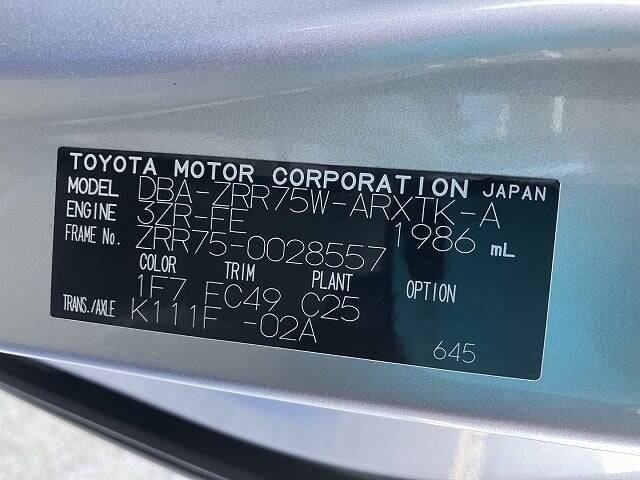 TOYOTA MOTOR CORPORATION JAPAN
MODEL DBA-ZRR75W-ARXTK-A
ENGINE 3ZR-FE 1986 mL
FRAME No. ZRR75-0028557
COLOR TRIM PLANT OPTION
1F7 FC49 C25
TRANS./AXLE K111F -02A
645